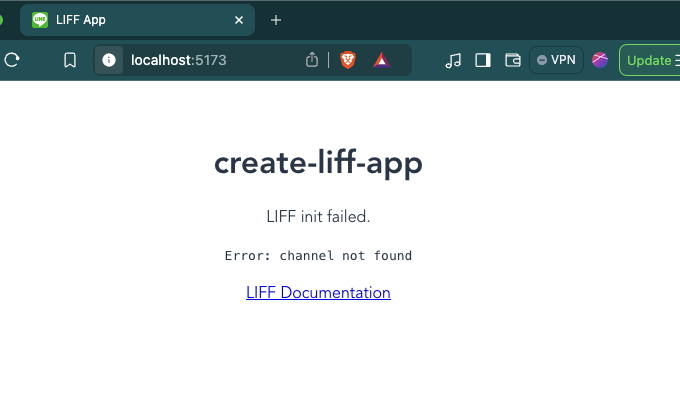 LIFF App
localhost:5173
VPN
Update
create-liff-app
LIFF init failed.
Error: channel not found
LIFF Documentation